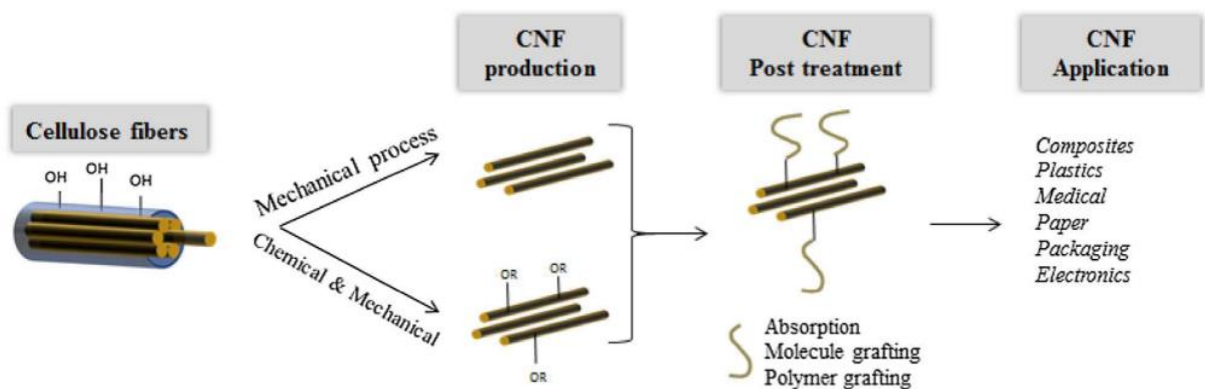 Cellulose fibers
OH
OH
OH
Mechanical process
Chemical & Mechanical
CNF
production
OR
OR
OR
CNF
Post treatment
Absorption
Molecule grafting
Polymer grafting
CNF
Application
Composites
Plastics
Medical
Paper
Packaging
Electronics